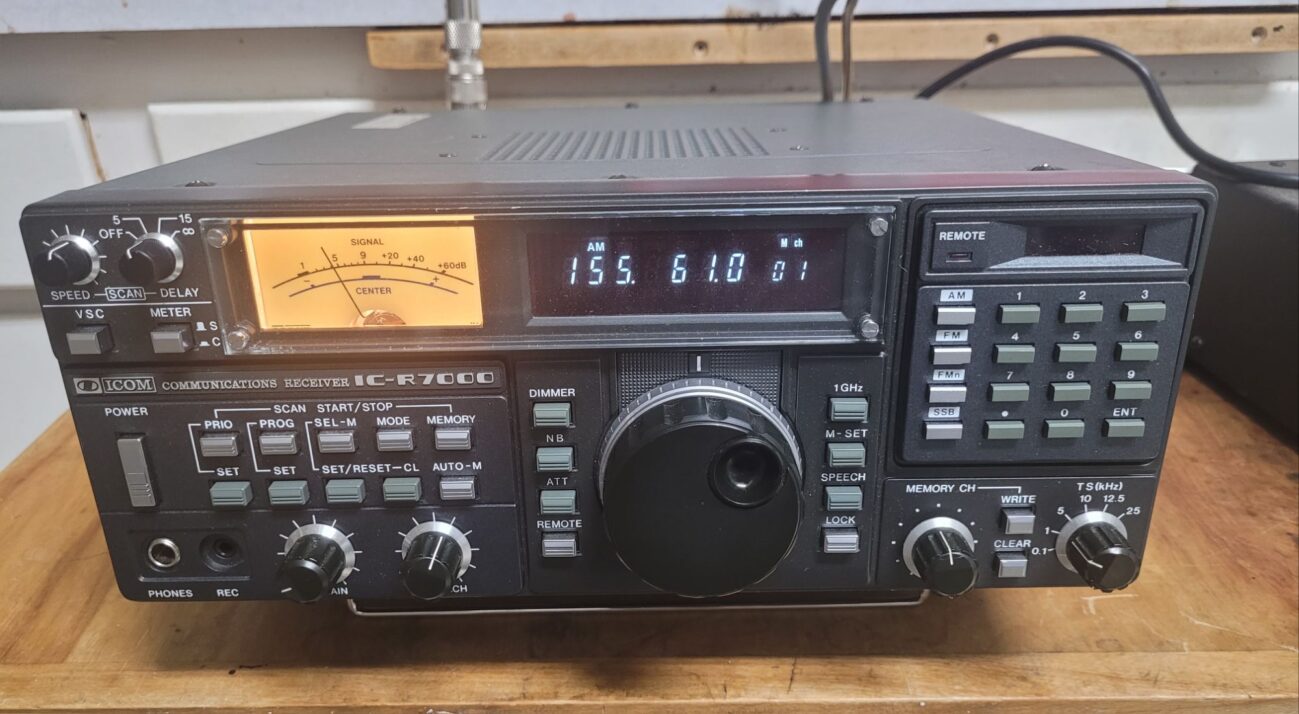 5
15
OFF
∞
SPEED
SCAN
DELAY
VSC
METER
S
C
SIGNAL
1 5 9 +20 +40 +60dB
- +
CENTER
AM
M ch
155. 61.0 01
REMOTE
AM 1 2 3
FM 4 5 6
FMn 7 8 9
SSB • 0 ENT
ICOM COMMUNICATIONS RECEIVER IC-R7000
POWER
SCAN START/STOP
PRIO PROG SEL-M MODE MEMORY
SET SET SET/RESET-CL AUTO-M
PHONES REC
AIN
CH
DIMMER
NB
ATT
REMOTE
1GHz
M-SET
SPEECH
LOCK
MEMORY CH
WRITE
CLEAR
TS(kHz)
0.1 1 5 10 12.5 25